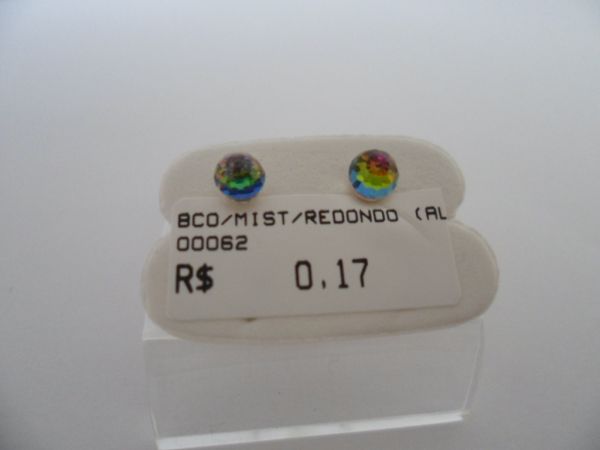 BCO/MIST/REDONDO (AL
00062
R$ 0,17